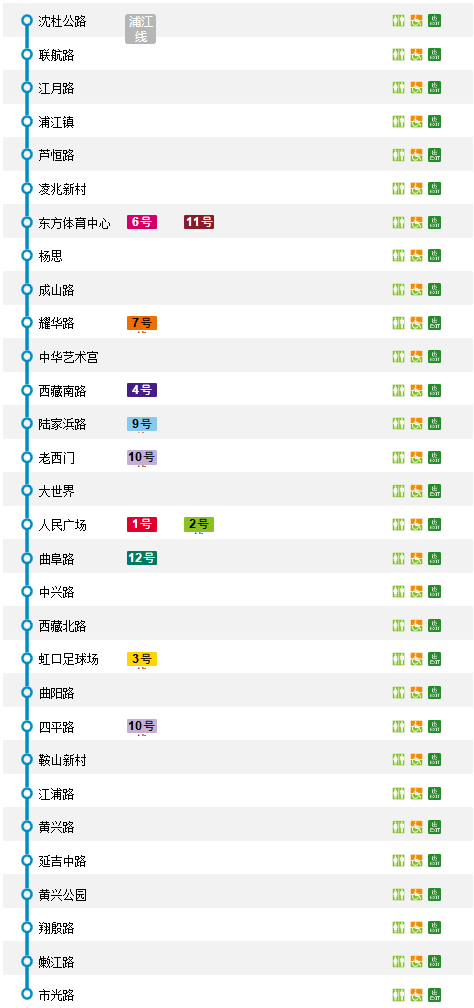 沈杜公路 浦江
线
联航路
江月路
浦江镇
芦恒路
凌兆新村
东方体育中心 6号 11号
杨思
成山路
耀华路 7号
中华艺术宫
西藏南路 4号
陆家浜路 9号
老西门 10号
大世界
人民广场 1号 2号
曲阜路 12号
中兴路
西藏北路
虹口足球场 3号
曲阳路
四平路 10号
鞍山新村
江浦路
黄兴路
延吉中路
黄兴公园
翔殷路
嫩江路
市光路